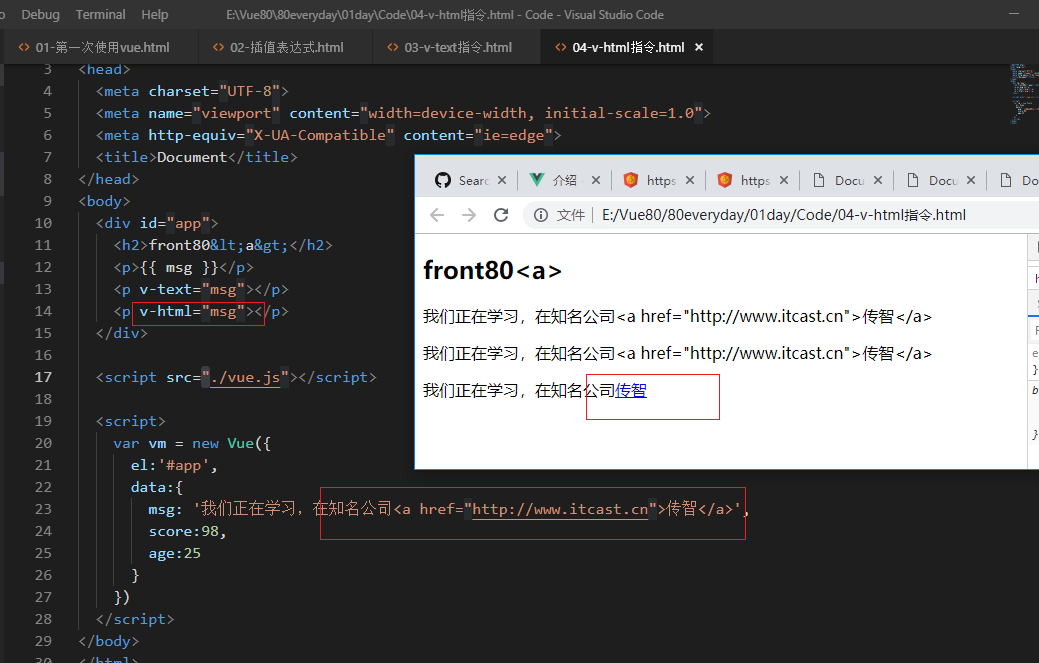 Debug Terminal Help E:\Vue80\80everyday\01day\Code\04-v-html指令.html - Code - Visual Studio Code
<> 01-第一次使用vue.html <> 02-插值表达式.html <> 03-v-text指令.html <> 04-v-html指令.html ×
3 <head>
4 <meta charset="UTF-8">
5 <meta name="viewport" content="width=device-width, initial-scale=1.0">
6 <meta http-equiv="X-UA-Compatible" content="ie=edge">
7 <title>Document</title>
8 </head>
9 <body>
10 <div id="app">
11 <h2>front80&lt;a&gt;</h2>
12 <p>{{ msg }}</p>
13 <p v-text="msg"></p>
14 <p v-html="msg"></p>
15 </div>
16
17 <script src="./vue.js"></script>
18
19 <script>
20 var vm = new Vue({
21 el:'#app',
22 data:{
23 msg: '我们正在学习，在知名公司<a href="http://www.itcast.cn">传智</a>',
24 score:98,
25 age:25
26 }
27 })
28 </script>
29 </body>
30 </html>
Searc × 介绍 × https × https × Docu × Docu × Do
文件 | E:/Vue80/80everyday/01day/Code/04-v-html指令.html
front80<a>
我们正在学习，在知名公司<a href="http://www.itcast.cn">传智</a>
我们正在学习，在知名公司<a href="http://www.itcast.cn">传智</a>
我们正在学习，在知名公司传智